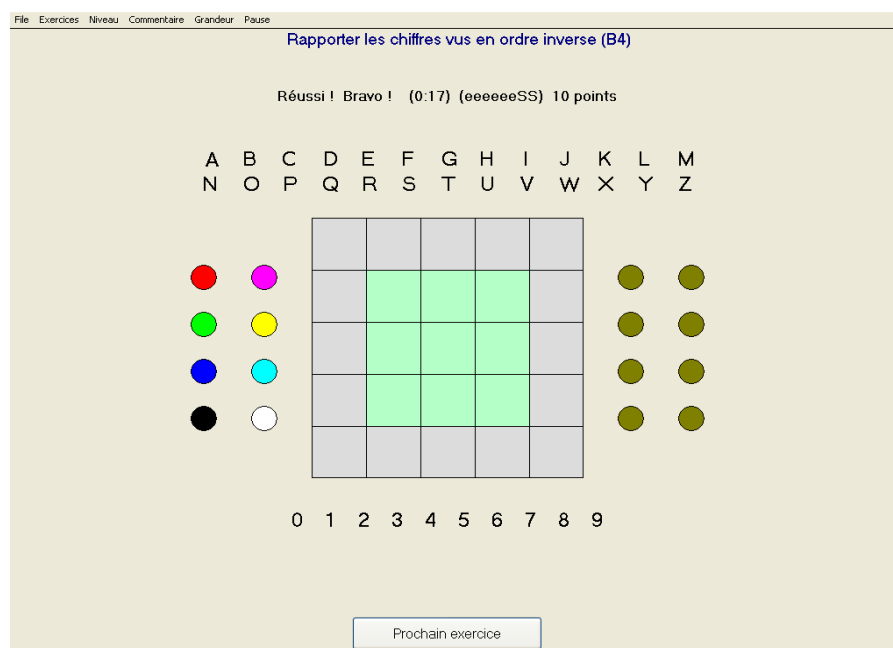 File Exercices Niveau Commentaire Grandeur Pause
Rapporter les chiffres vus en ordre inverse (B4)
Réussi ! Bravo ! (0:17) (eeeeeeSS) 10 points
A B C D E F G H I J K L M
N O P Q R S T U V W X Y Z
0 1 2 3 4 5 6 7 8 9
Prochain exercice